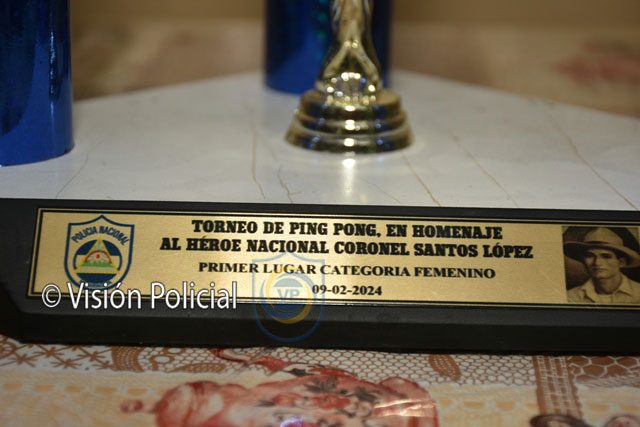 POLICIA NACIONAL
TORNEO DE PING PONG, EN HOMENAJE
AL HÉROE NACIONAL CORONEL SANTOS LÓPEZ
PRIMER LUGAR CATEGORIA FEMENINO
09-02-2024
© Visión Policial
VP